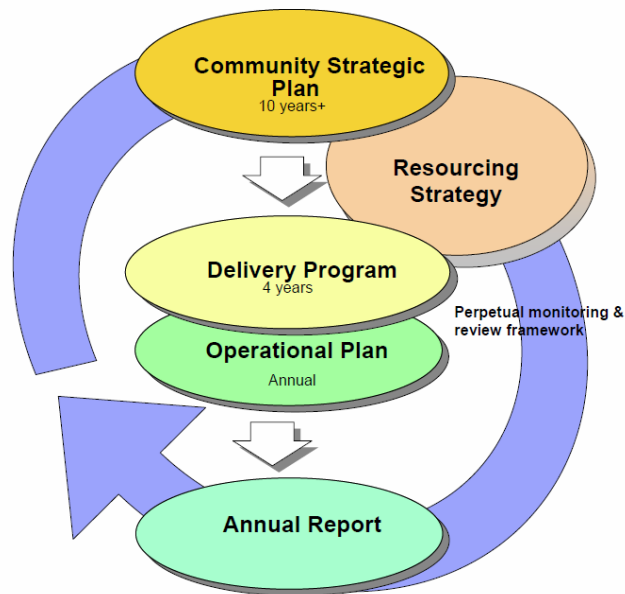 Community Strategic
Plan
10 years+
Resourcing
Strategy
Delivery Program
4 years
Perpetual monitoring &
review framework
Operational Plan
Annual
Annual Report